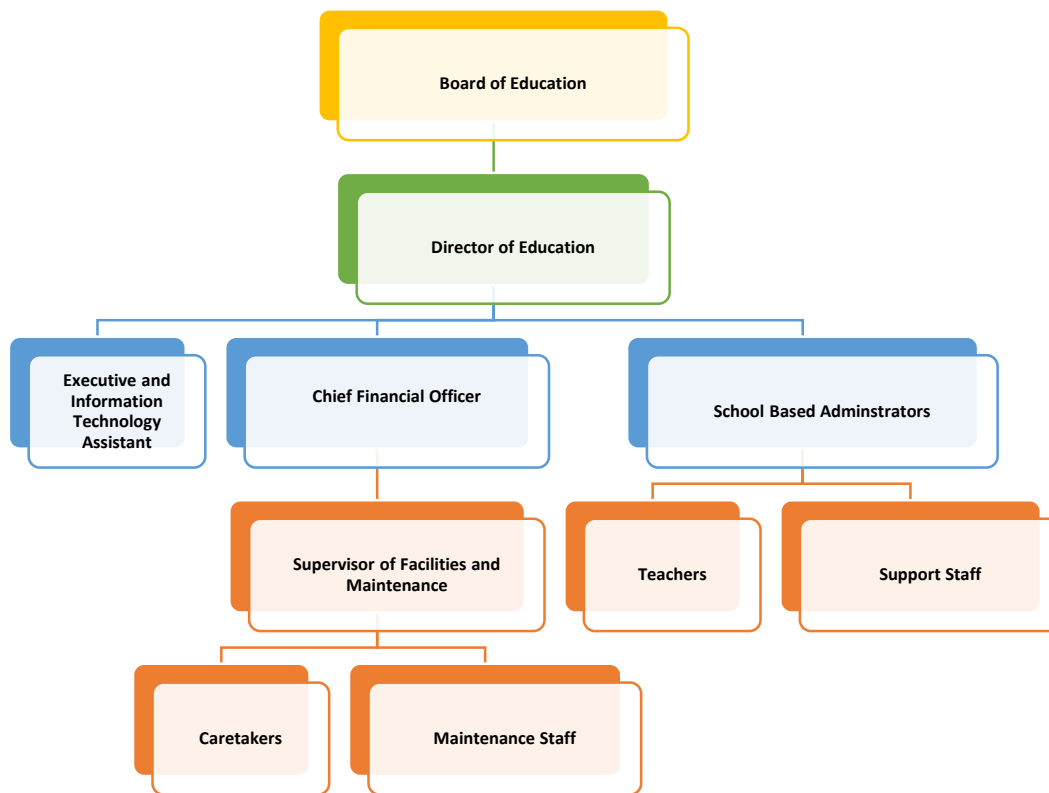 Board of Education
Director of Education
Executive and
Information
Technology
Assistant
Chief Financial Officer
School Based Adminstrators
Supervisor of Facilities and
Maintenance
Teachers
Support Staff
Caretakers
Maintenance Staff